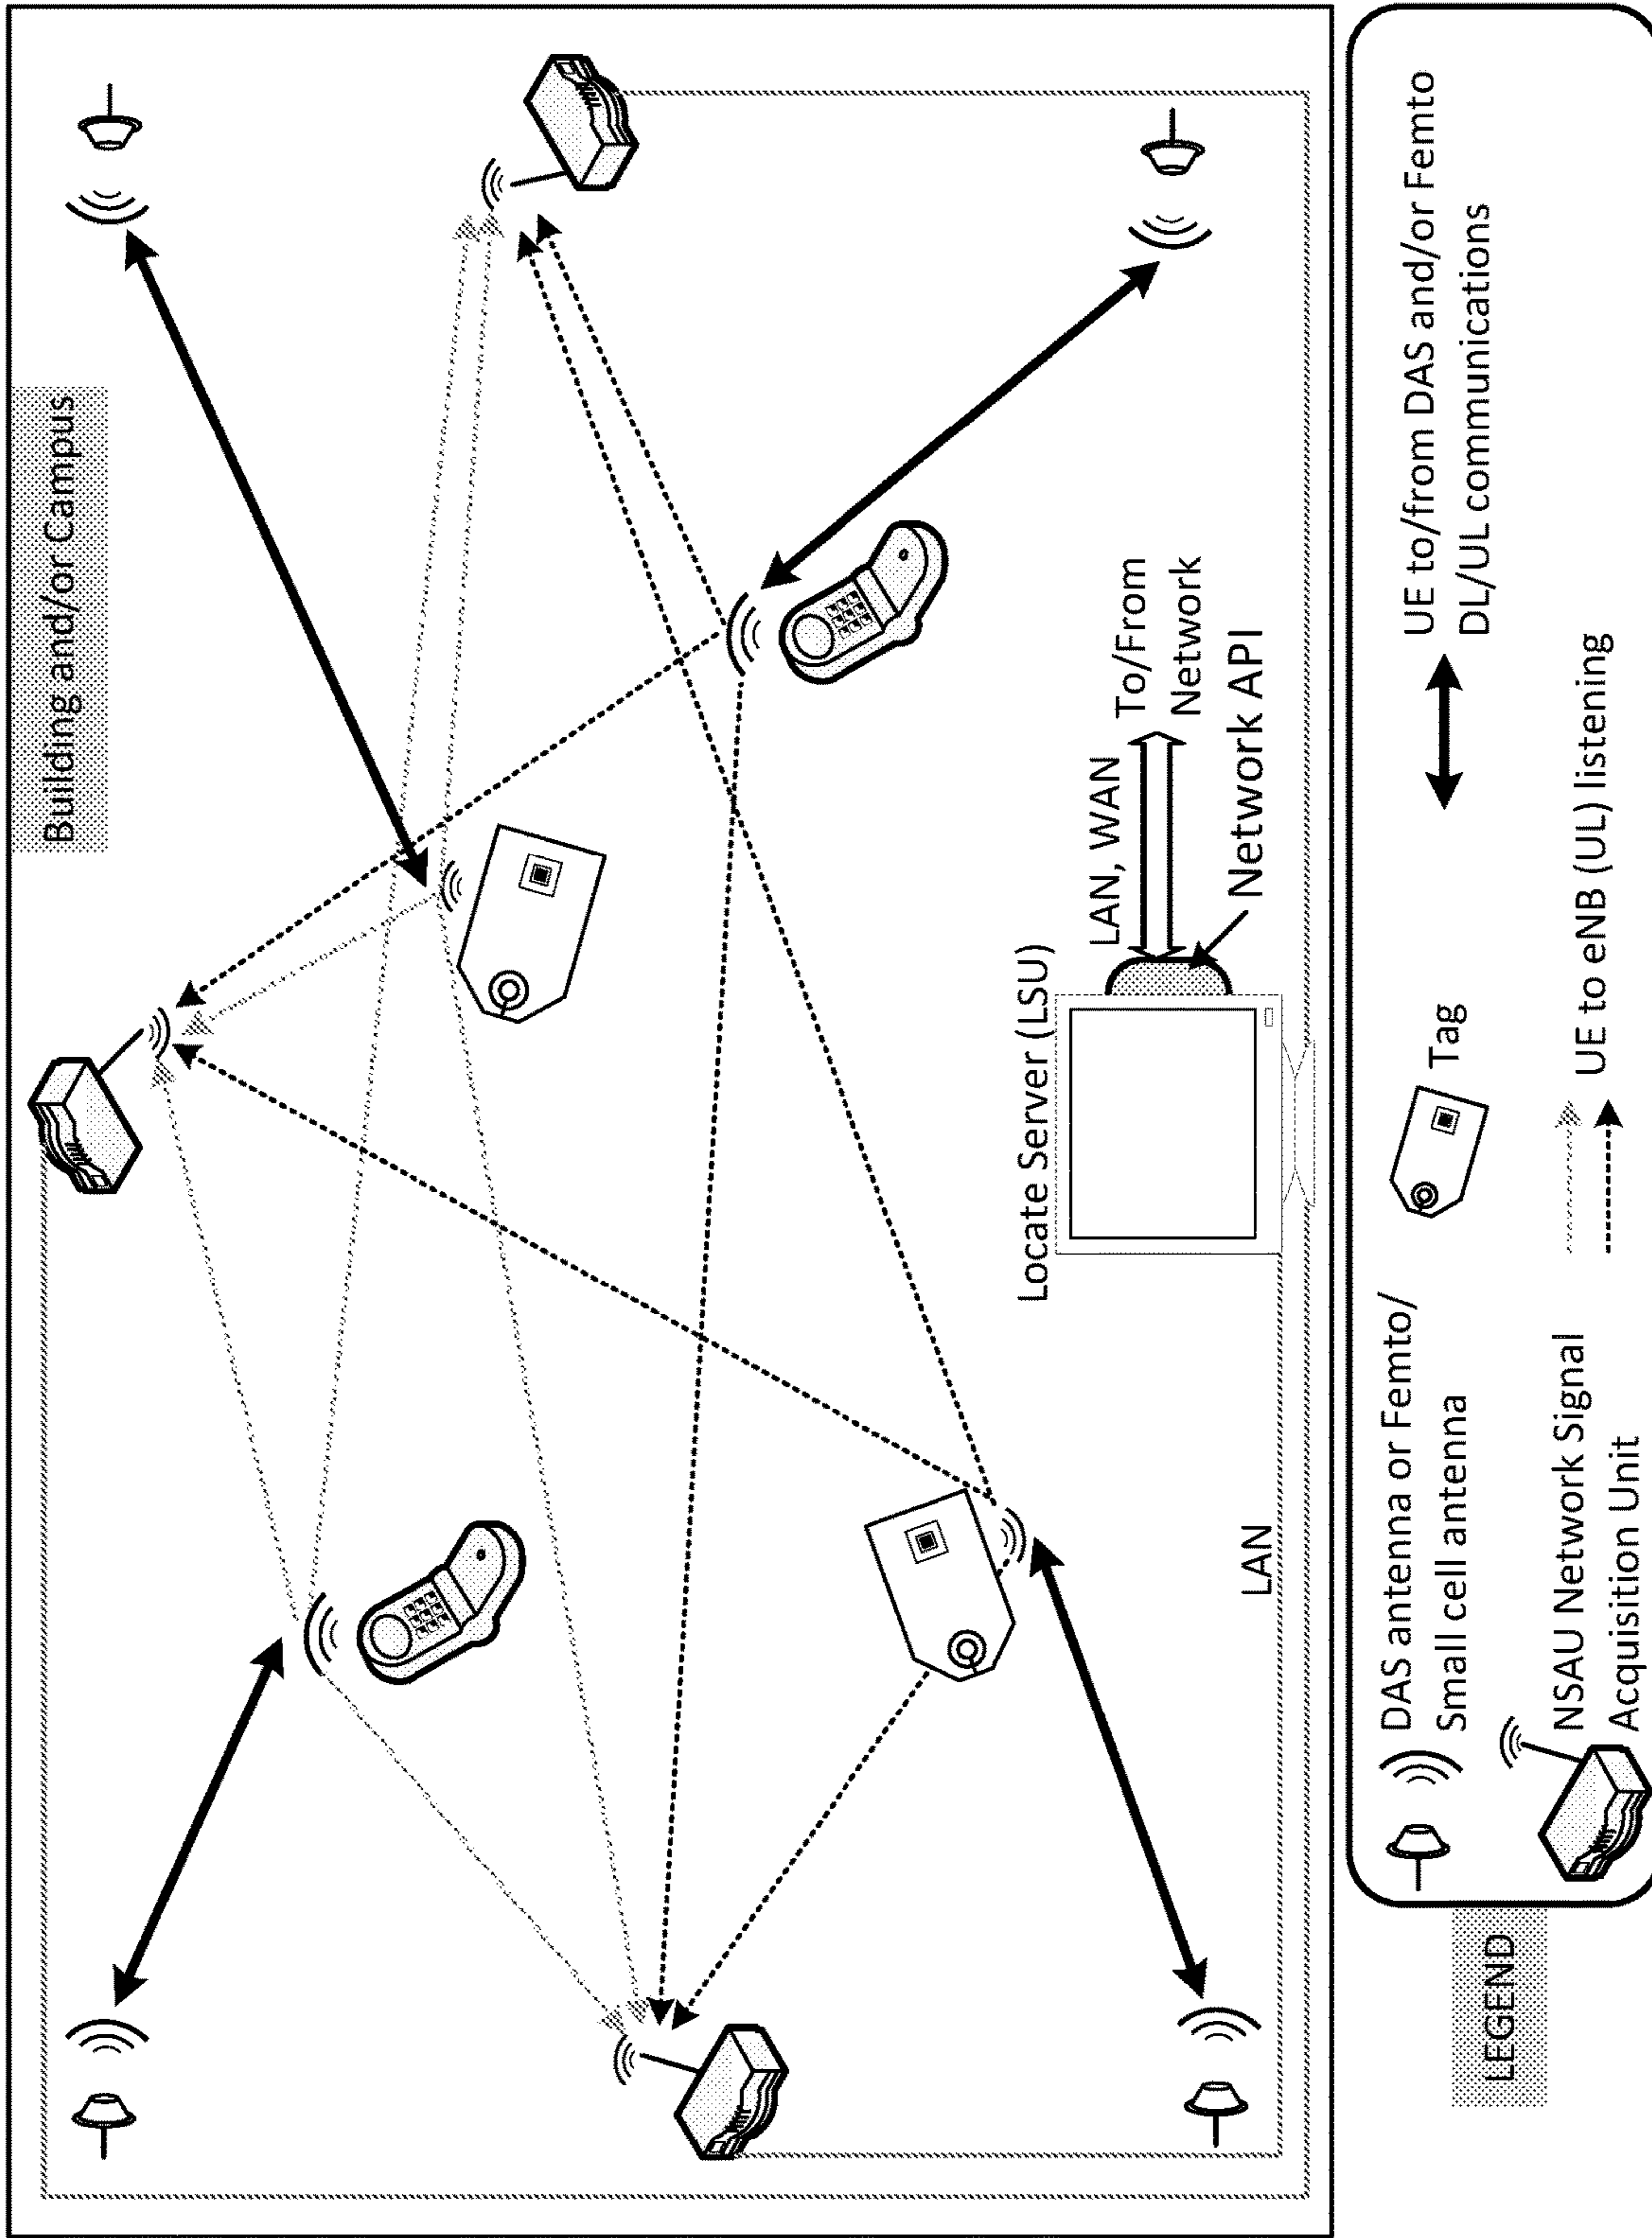 Building and/or Campus
Locate Server (LSU)
LAN, WAN
To/From
Network
Network API
LAN
LEGEND
DAS antenna or Femto/
Small cell antenna
Tag
UE to/from DAS and/or Femto
DL/UL communications
NSAU Network Signal
Acquisition Unit
UE to eNB (UL) listening